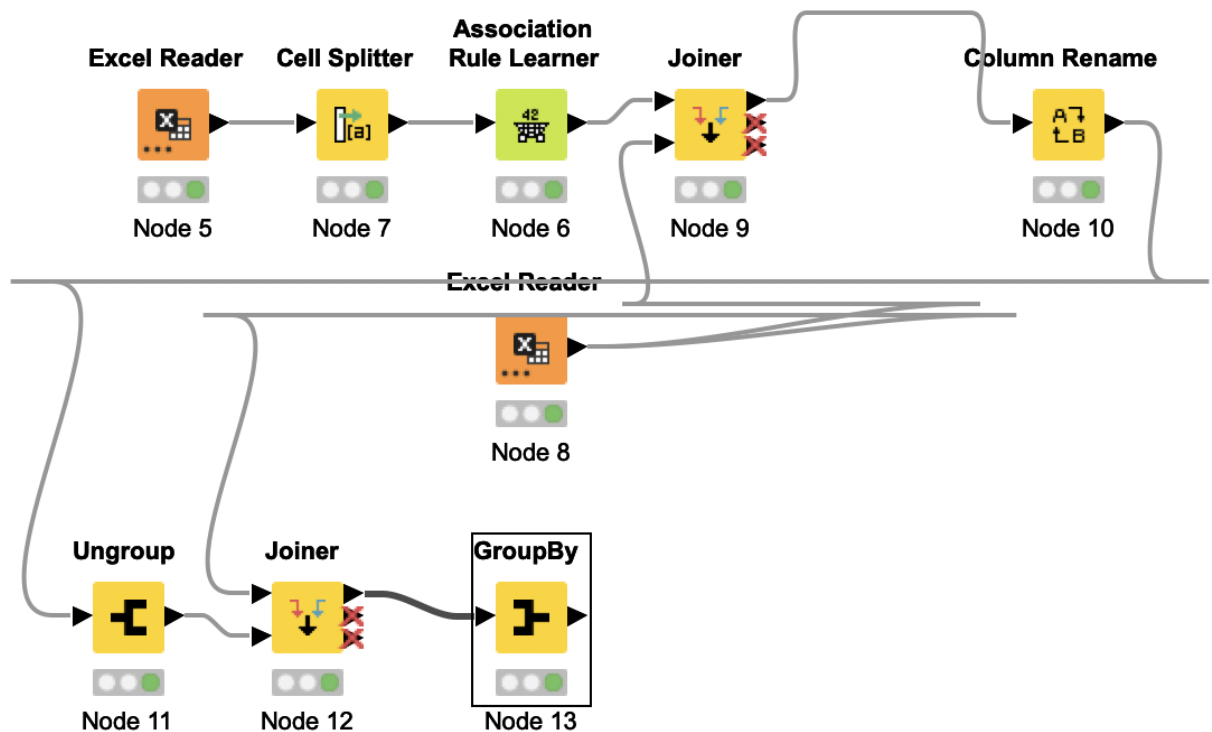 Excel Reader
Cell Splitter
Association
Rule Learner
Joiner
Column Rename
X
[a]
42
A
B
Node 5
Node 7
Node 6
Node 9
Node 10
Excel Reader
X
Node 8
Ungroup
Joiner
GroupBy
Node 11
Node 12
Node 13